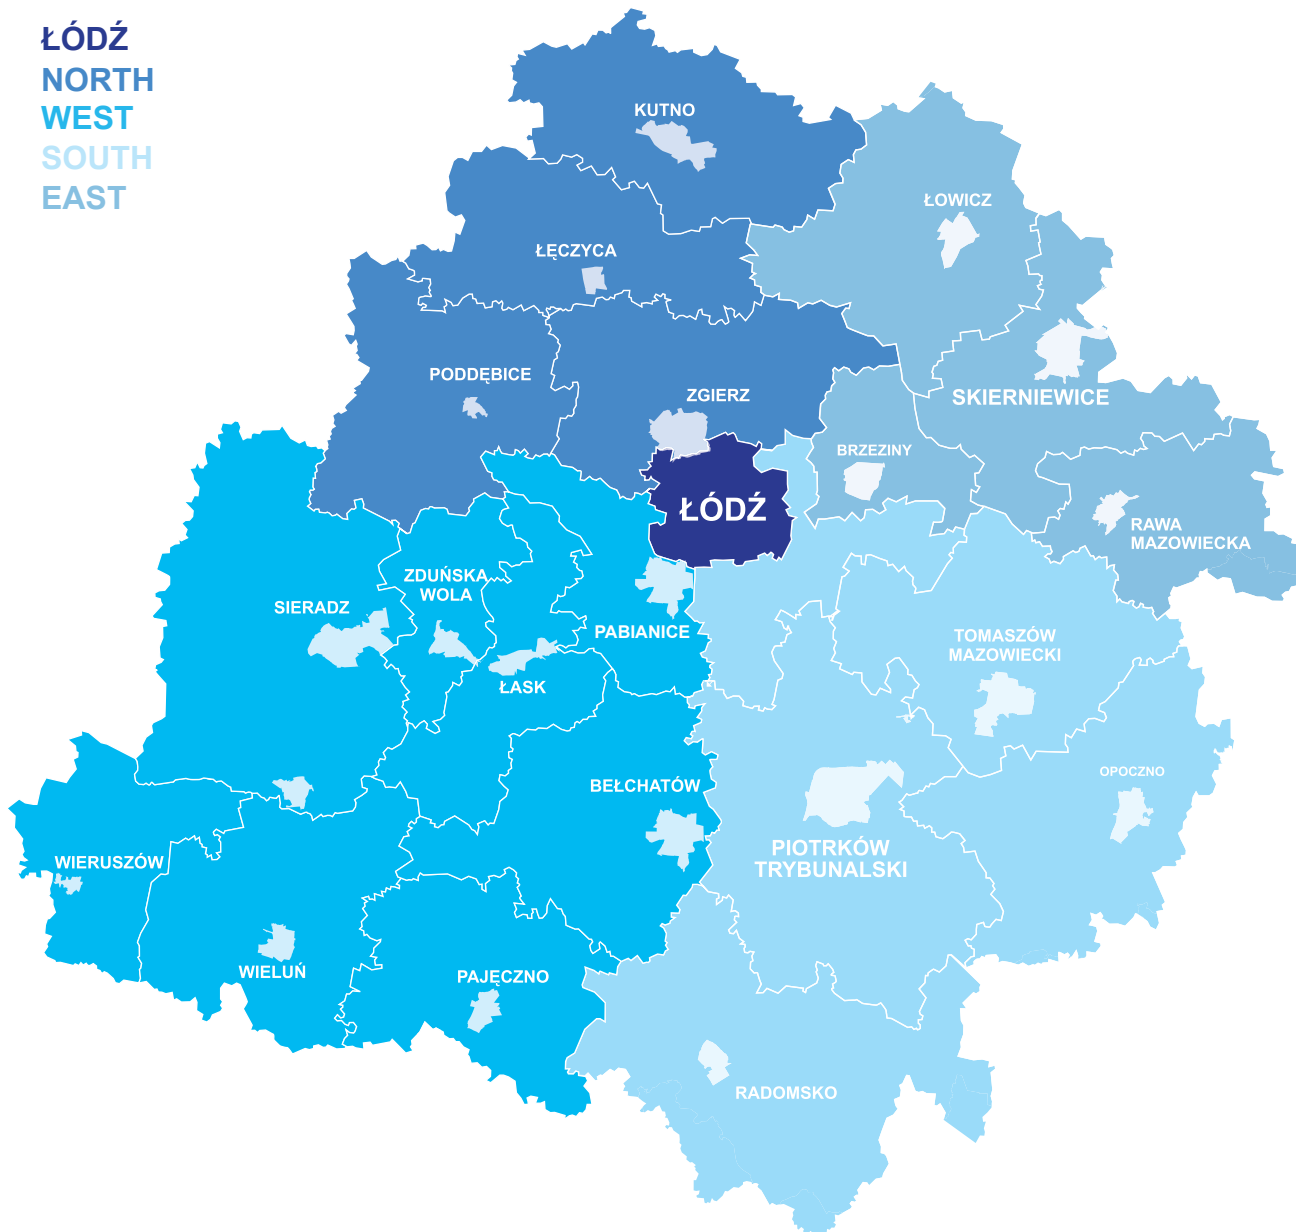 ŁÓDŹ
NORTH
WEST
SOUTH
EAST
KUTNO
ŁOWICZ
ŁĘCZYCA
PODDĘBICE
ZGIERZ
SKIERNIEWICE
BRZEZINY
ŁÓDŹ
RAWA
MAZOWIECKA
ZDUŃSKA
WOLA
SIERADZ
PABIANICE
TOMASZÓW
MAZOWIECKI
ŁASK
OPOCZNO
BEŁCHATÓW
PIOTRKÓW
TRYBUNALSKI
WIERUSZÓW
WIELUŃ
PAJĘCZNO
RADOMSKO